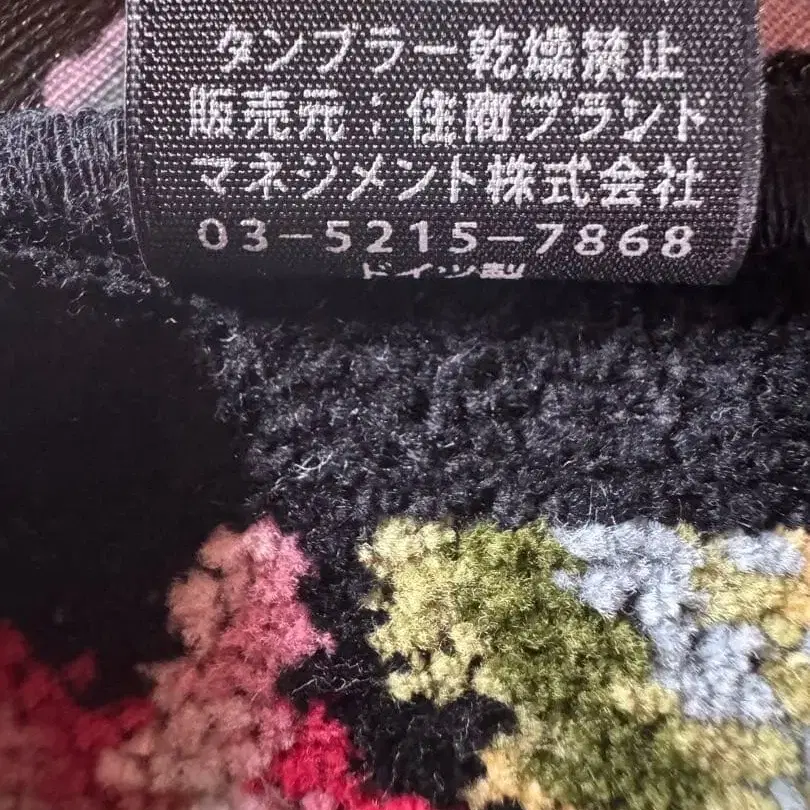 タンブラー乾燥禁止
販売元：住商ブランド
マネジメント株式会社
03-5215-7868
ドイツ製